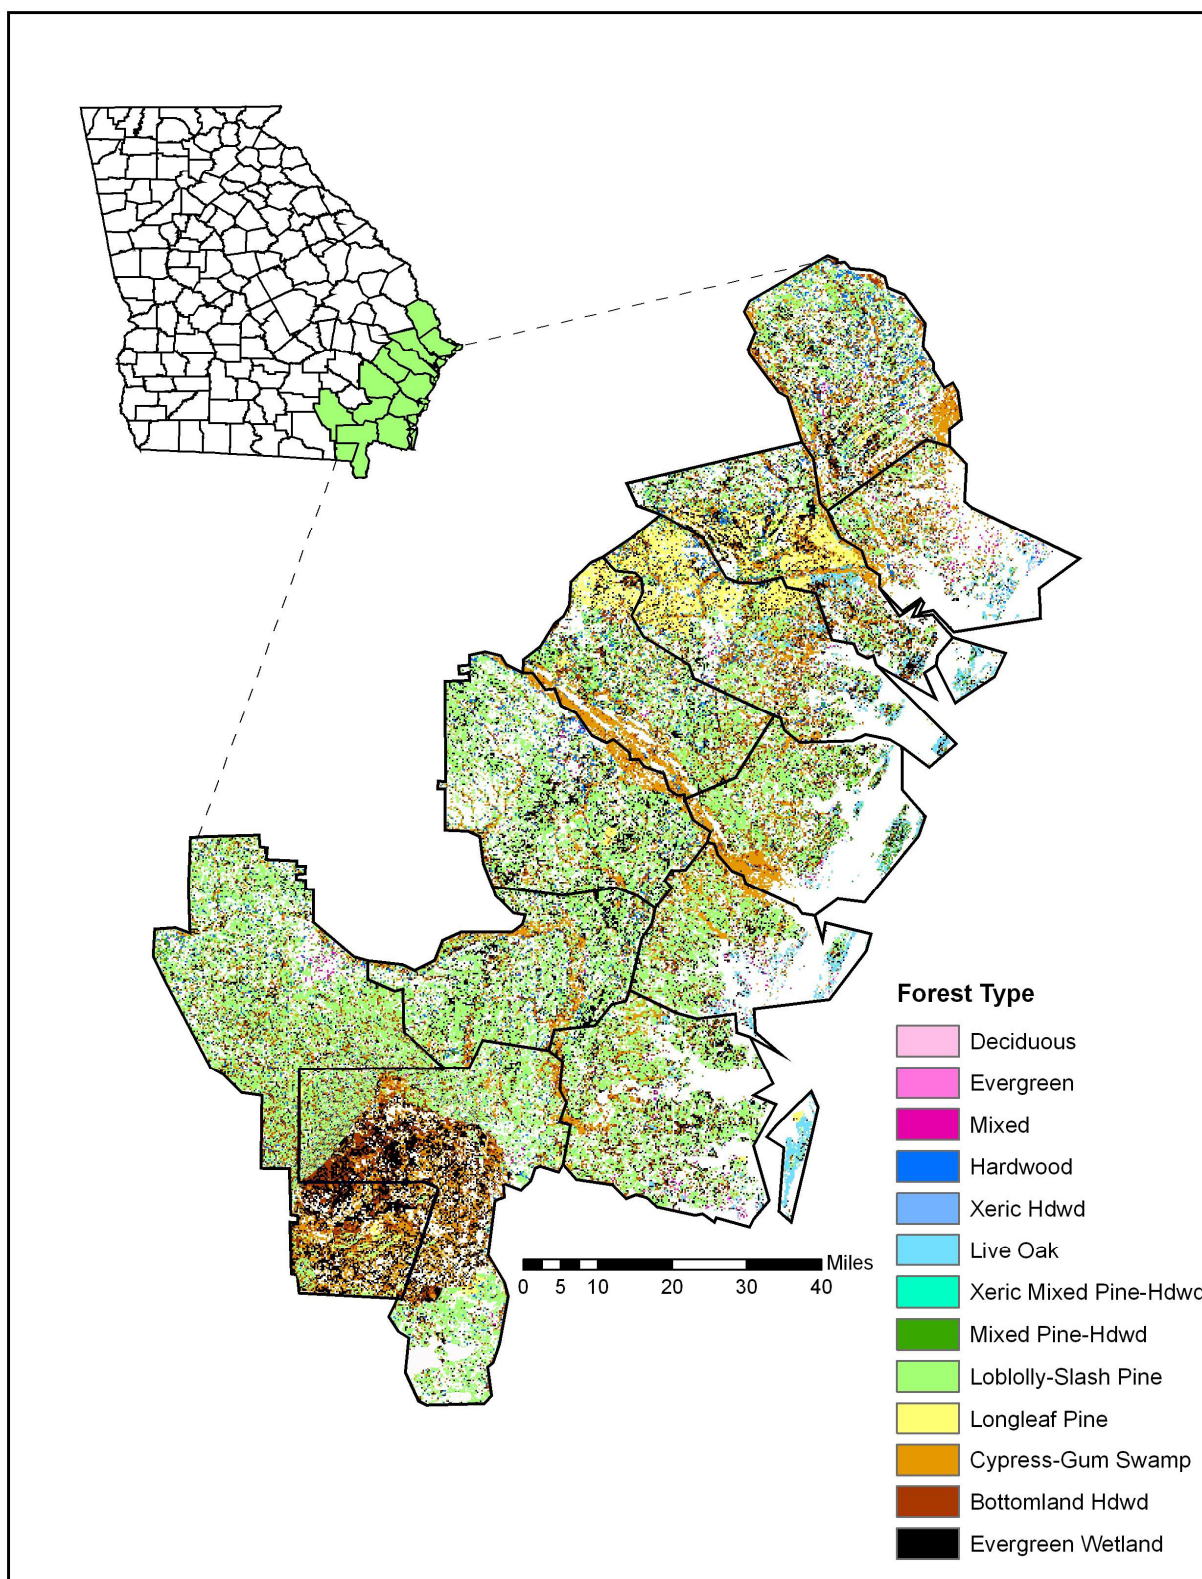 Forest Type
Deciduous
Evergreen
Mixed
Hardwood
Xeric Hdwd
Live Oak
Xeric Mixed Pine-Hdwd
Mixed Pine-Hdwd
Loblolly-Slash Pine
Longleaf Pine
Cypress-Gum Swamp
Bottomland Hdwd
Evergreen Wetland
Miles
0 5 10 20 30 40